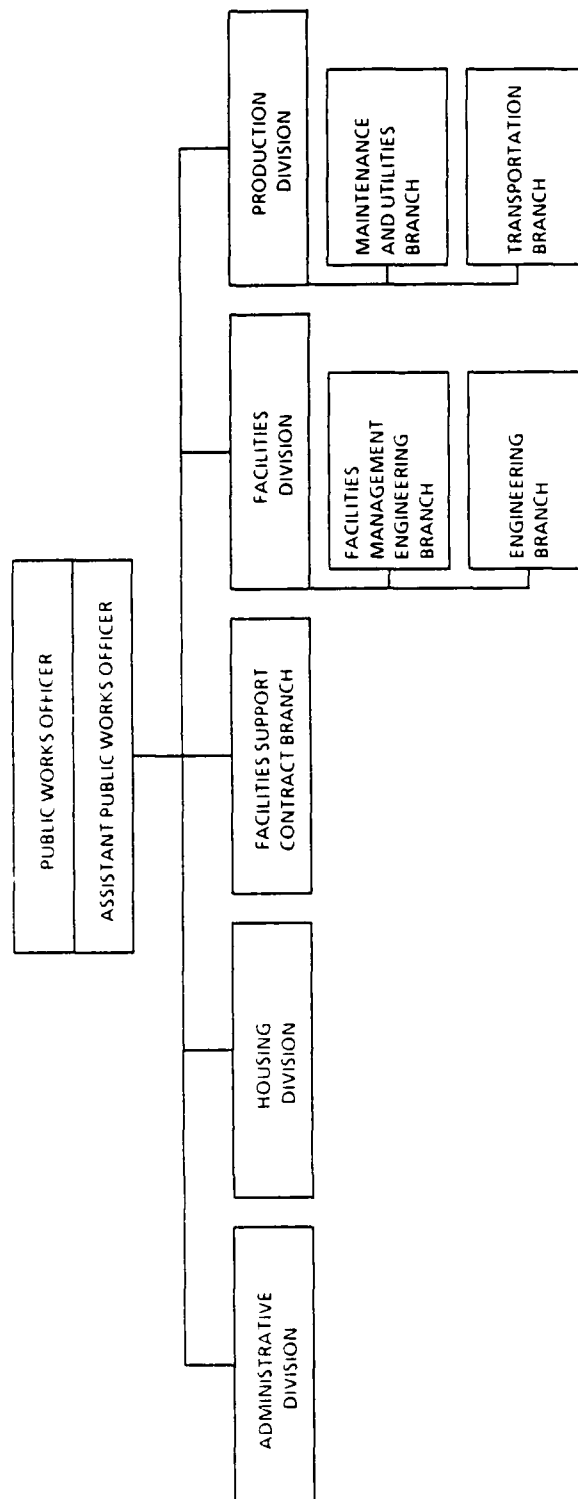 PUBLIC WORKS OFFICER
ASSISTANT PUBLIC WORKS OFFICER
ADMINISTRATIVE
DIVISION
HOUSING
DIVISION
FACILITIES SUPPORT
CONTRACT BRANCH
FACILITIES
DIVISION
FACILITIES
MANAGEMENT
ENGINEERING
BRANCH
ENGINEERING
BRANCH
PRODUCTION
DIVISION
MAINTENANCE
AND UTILITIES
BRANCH
TRANSPORTATION
BRANCH